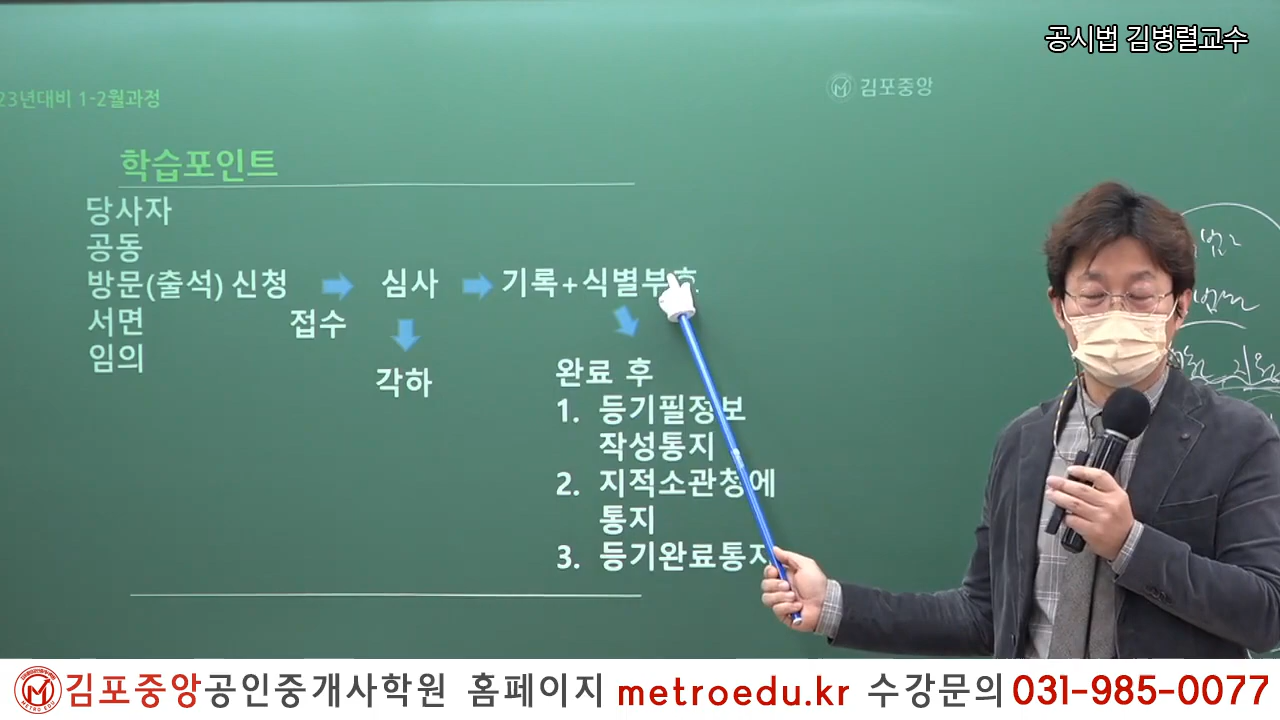 공시법 김병렬교수
23년대비 1-2월과정
김포중앙
학습포인트
당사자
공동
방문(출석) 신청
심사
기록+식별부호
서면
접수
임의
각하
완료 후
1. 등기필정보
작성통지
2. 지적소관청에
통지
3. 등기완료통지
김포중앙공인중개사학원 홈페이지 metroedu.kr 수강문의 031-985-0077